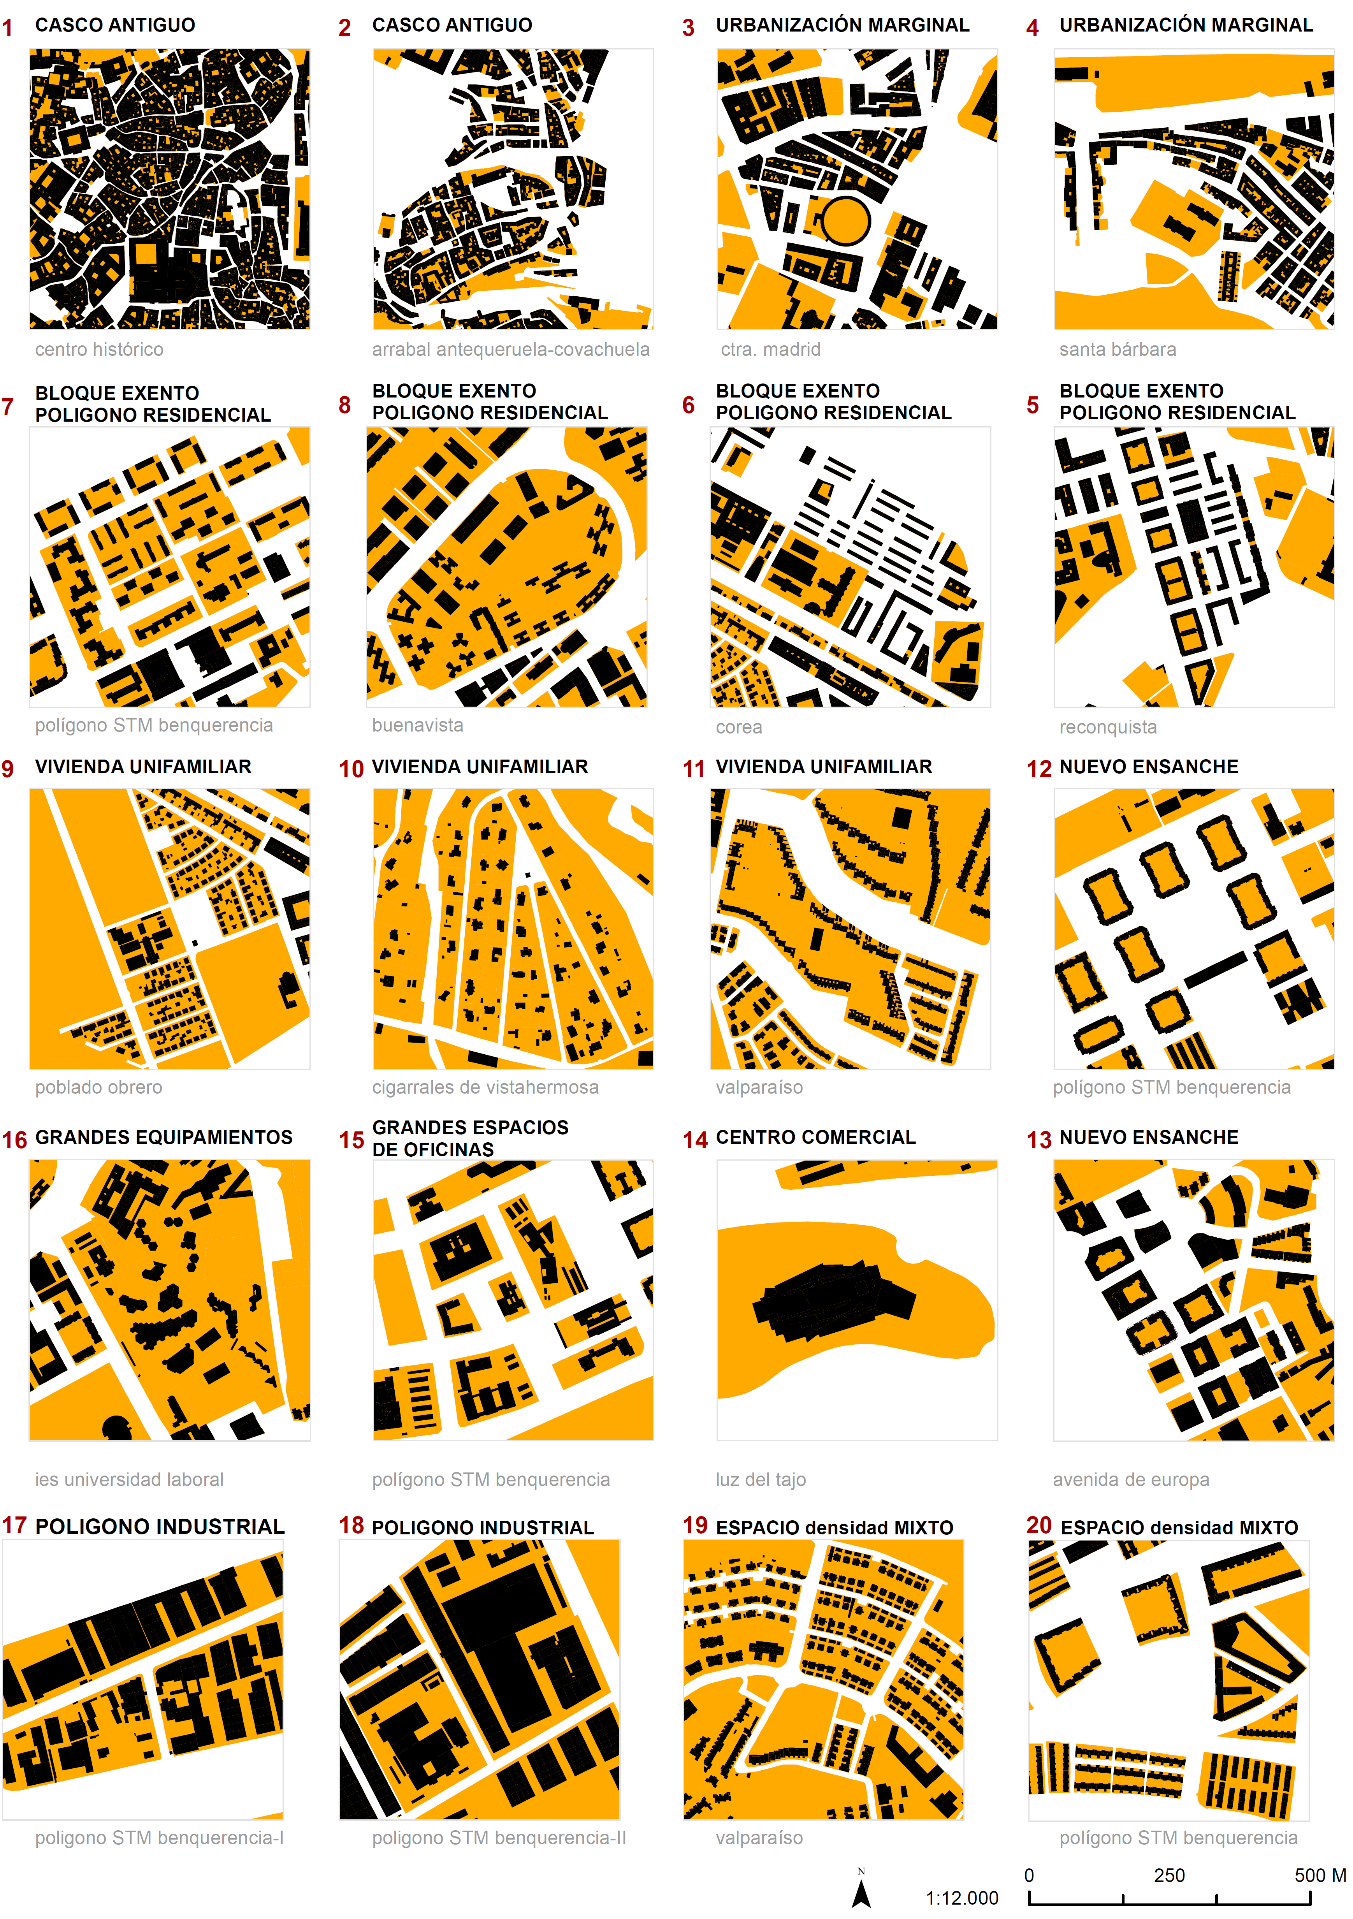 1 CASCO ANTIGUO
2 CASCO ANTIGUO
3 URBANIZACIÓN MARGINAL
4 URBANIZACIÓN MARGINAL
centro histórico
arrabal antequeruela-covachuela
ctra. madrid
santa bárbara
7 BLOQUE EXENTO
POLIGONO RESIDENCIAL
8 BLOQUE EXENTO
POLIGONO RESIDENCIAL
6 BLOQUE EXENTO
POLIGONO RESIDENCIAL
5 BLOQUE EXENTO
POLIGONO RESIDENCIAL
polígono STM benquerencia
buenavista
corea
reconquista
9 VIVIENDA UNIFAMILIAR
10 VIVIENDA UNIFAMILIAR
11 VIVIENDA UNIFAMILIAR
12 NUEVO ENSANCHE
poblado obrero
cigarrales de vistahermosa
valparaíso
polígono STM benquerencia
16 GRANDES EQUIPAMIENTOS
15 GRANDES ESPACIOS
DE OFICINAS
14 CENTRO COMERCIAL
13 NUEVO ENSANCHE
ies universidad laboral
polígono STM benquerencia
luz del tajo
avenida de europa
17 POLIGONO INDUSTRIAL
18 POLIGONO INDUSTRIAL
19 ESPACIO densidad MIXTO
20 ESPACIO densidad MIXTO
poligono STM benquerencia-I
poligono STM benquerencia-II
valparaíso
polígono STM benquerencia
N
1:12.000
0 250 500 M